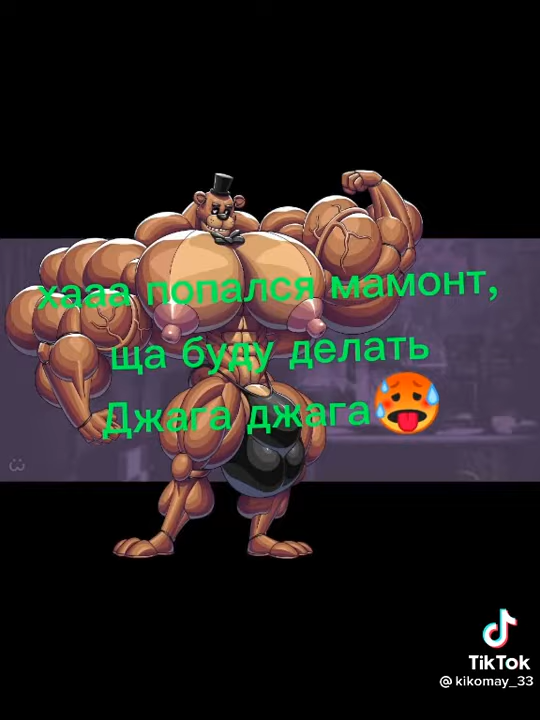 хааа попался мамонт,
ща буду делать
Джага джага🥵
TikTok
@kikomay_33